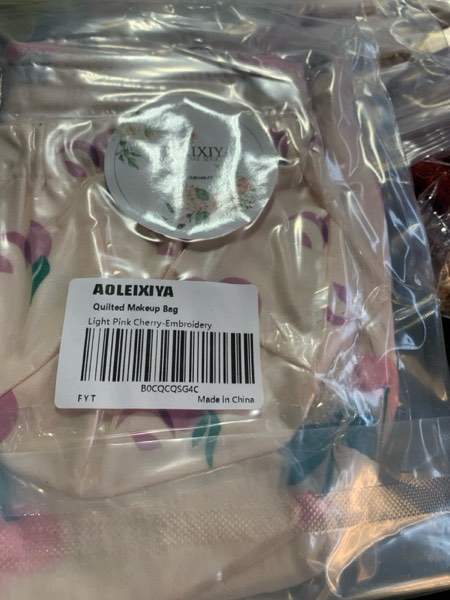 AOLEIXIYA
Quilted Makeup Bag
Light Pink Cherry-Embroidery
B0CQCQSG4C
FYT Made in China